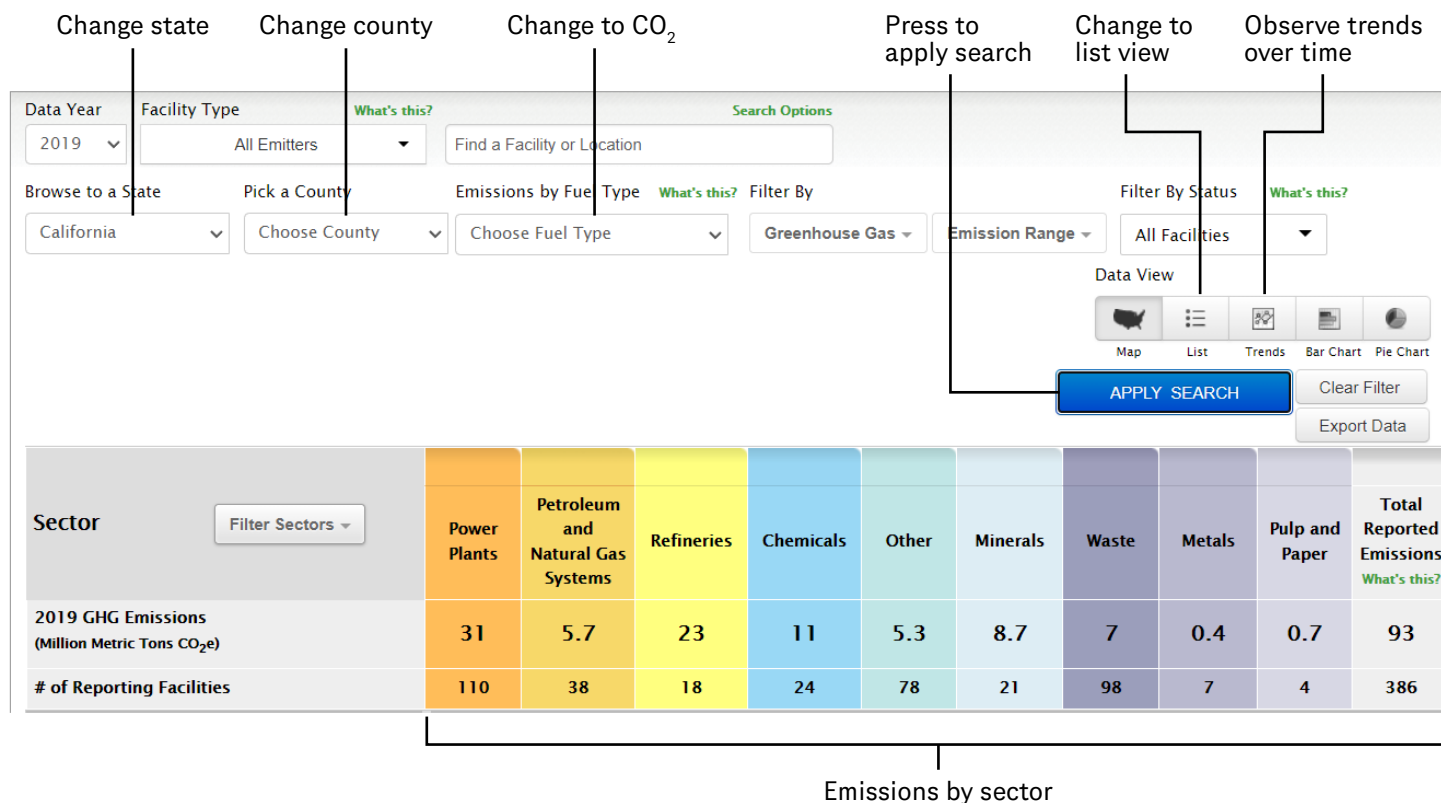 Change state
Change county
Change to CO2
Press to
apply search
Change to
list view
Observe trends
over time
Data Year
Facility Type
What's this?
Search Options
2019
All Emitters
Find a Facility or Location
Browse to a State
Pick a County
Emissions by Fuel Type
What's this?
Filter By
Filter By Status
What's this?
California
Choose County
Choose Fuel Type
Greenhouse Gas
Emission Range
All Facilities
Data View
Map
List
Trends
Bar Chart
Pie Chart
APPLY SEARCH
Clear Filter
Export Data
Sector
Filter Sectors
Power
Plants
Petroleum
and
Natural Gas
Systems
Refineries
Chemicals
Other
Minerals
Waste
Metals
Pulp and
Paper
Total
Reported
Emissions
What's this?
2019 GHG Emissions
(Million Metric Tons CO2e)
31
5.7
23
11
5.3
8.7
7
0.4
0.7
93
# of Reporting Facilities
110
38
18
24
78
21
98
7
4
386
Emissions by sector